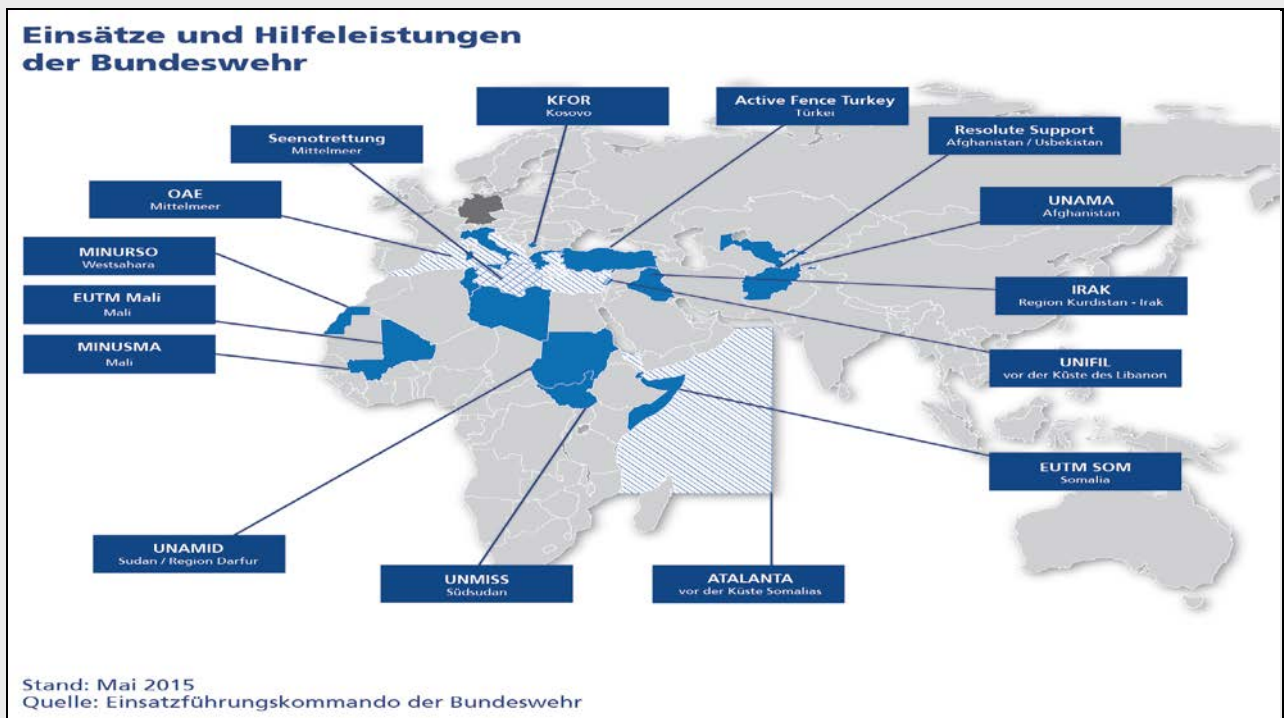 Einsätze und Hilfeleistungen
der Bundeswehr
KFOR
Kosovo
Active Fence Turkey
Türkei
Seenotrettung
Mittelmeer
Resolute Support
Afghanistan / Usbekistan
OAE
Mittelmeer
UNAMA
Afghanistan
MINURSO
Westsahara
EUTM Mali
Mali
IRAK
Region Kurdistan - Irak
MINUSMA
Mali
UNIFIL
vor der Küste des Libanon
EUTM SOM
Somalia
UNAMID
Sudan / Region Darfur
UNMISS
Südsudan
ATALANTA
vor der Küste Somalias
Stand: Mai 2015
Quelle: Einsatzführungskommando der Bundeswehr